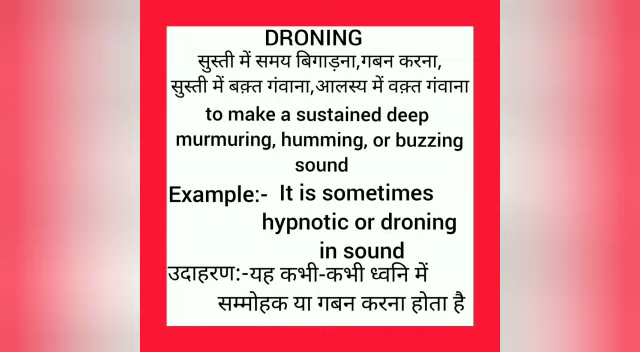 DRONING
सुस्ती में समय बिगाड़ना,गबन करना,
सुस्ती में बक़्त गंवाना,आलस्य में वक़्त गंवाना
to make a sustained deep
murmuring, humming, or buzzing
sound
Example:- It is sometimes
hypnotic or droning
in sound
उदाहरण:-यह कभी-कभी ध्वनि में
सम्मोहक या गबन करना होता है